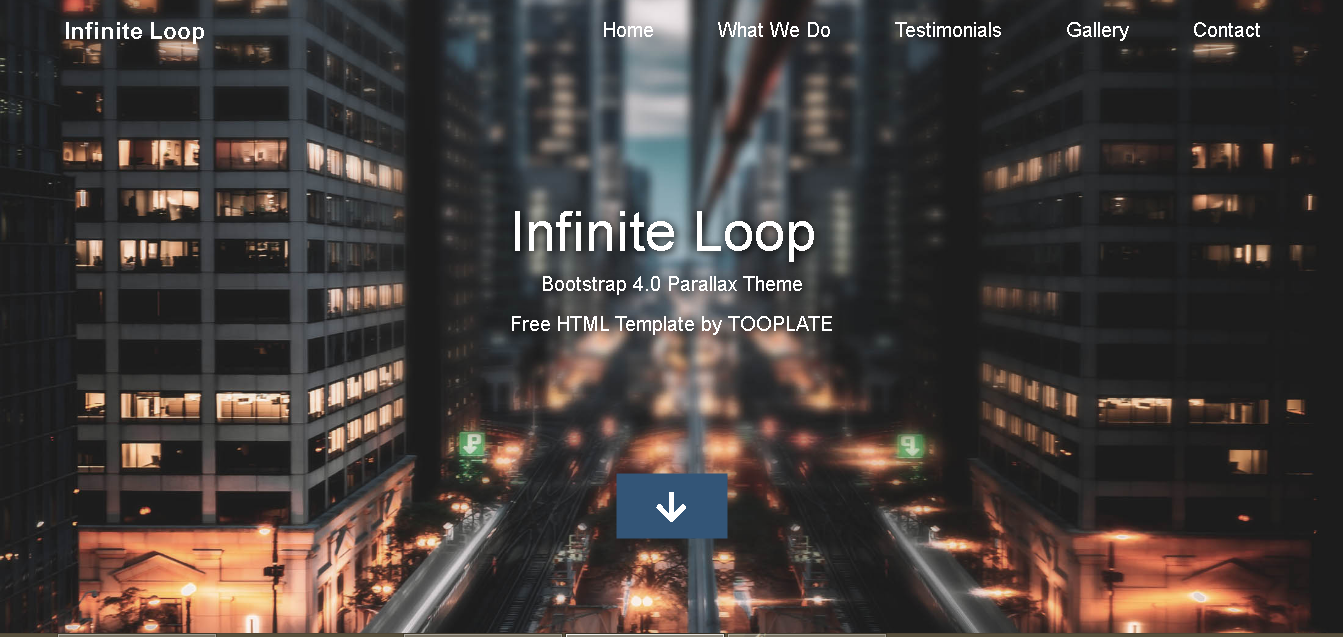 Infinite Loop
Home
What We Do
Testimonials
Gallery
Contact
Infinite Loop
Bootstrap 4.0 Parallax Theme
Free HTML Template by TOOPLATE
P